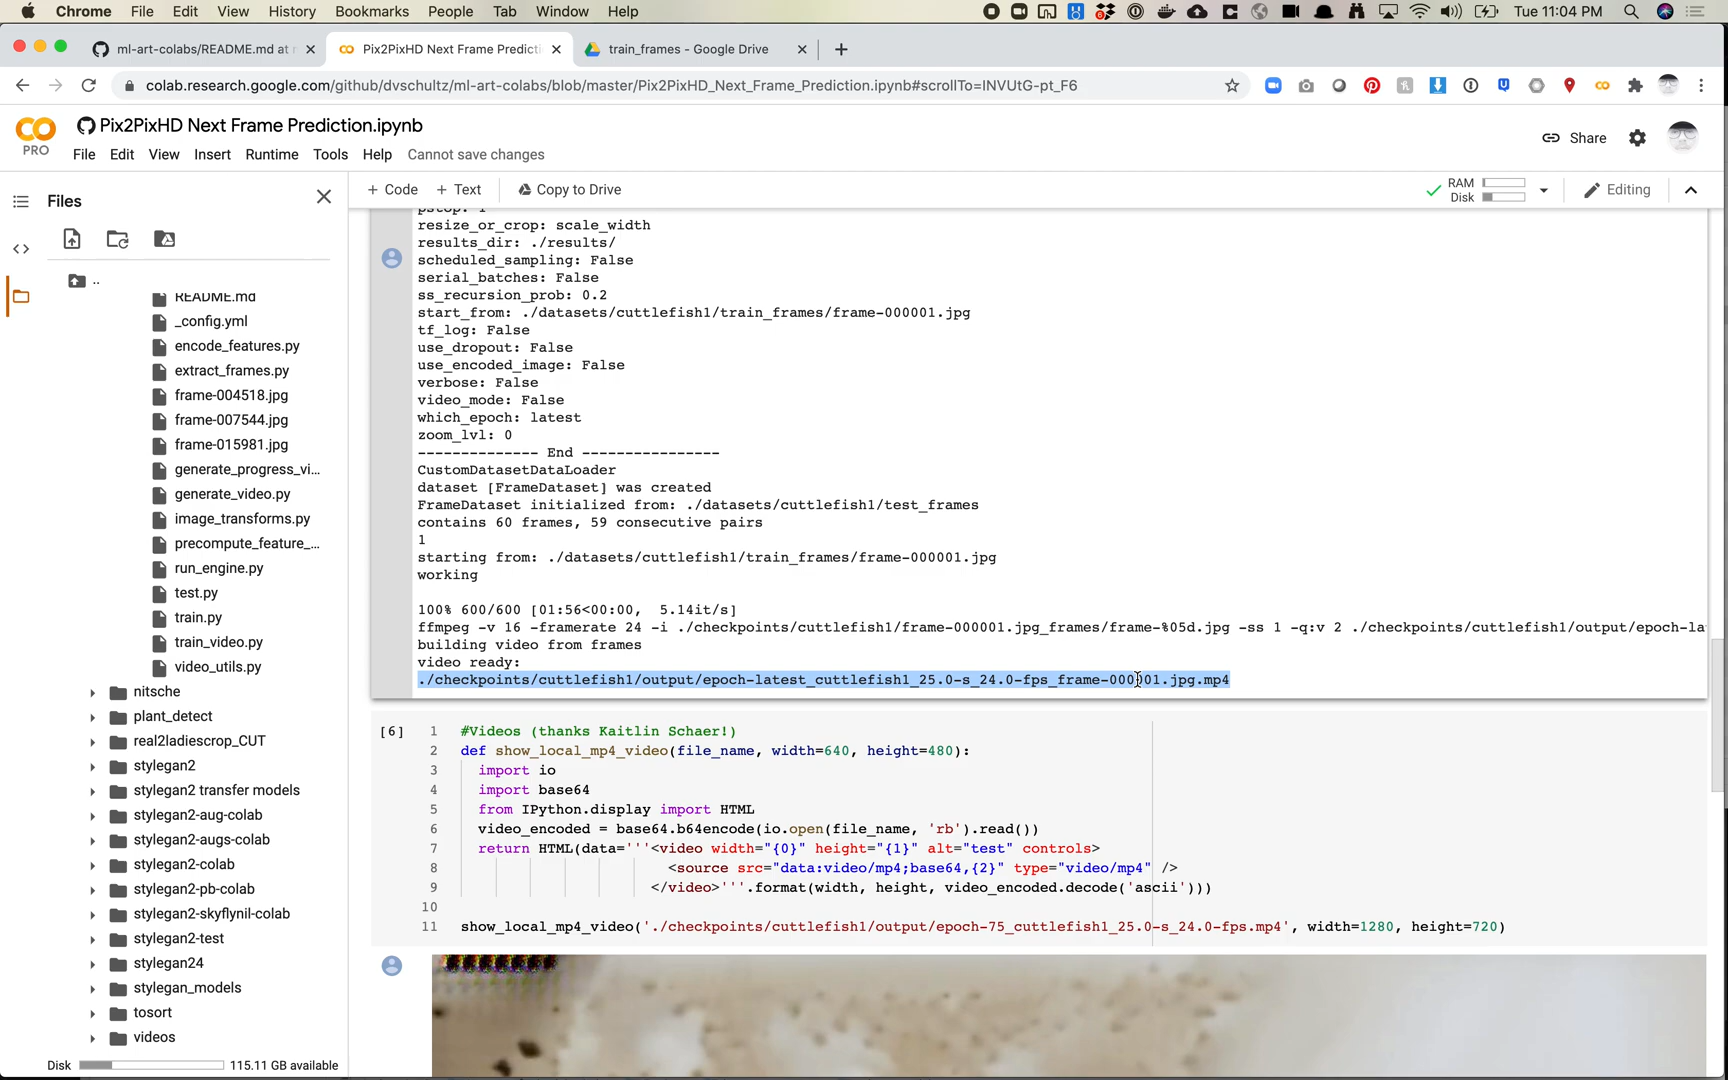 Chrome File Edit View History Bookmarks People Tab Window Help Tue 11:04 PM
ml-art-colabs/README.md at
Pix2PixHD Next Frame Predicti
train_frames - Google Drive
colab.research.google.com/github/dvschultz/ml-art-colabs/blob/master/Pix2PixHD_Next_Frame_Prediction.ipynb#scrollTo=INVUtG-pt_F6
PRO
Pix2PixHD Next Frame Prediction.ipynb
Share
File Edit View Insert Runtime Tools Help Cannot save changes
Files
+ Code + Text Copy to Drive
RAM
Disk
Editing
..
README.md
_config.yml
encode_features.py
extract_frames.py
frame-004518.jpg
frame-007544.jpg
frame-015981.jpg
generate_progress_vi...
generate_video.py
image_transforms.py
precompute_feature_...
run_engine.py
test.py
train.py
train_video.py
video_utils.py
nitsche
plant_detect
real2ladiescrop_CUT
stylegan2
stylegan2 transfer models
stylegan2-aug-colab
stylegan2-augs-colab
stylegan2-colab
stylegan2-pb-colab
stylegan2-skyflynil-colab
stylegan2-test
stylegan24
stylegan_models
tosort
videos
Disk 115.11 GB available
pstop: 1
resize_or_crop: scale_width
results_dir: ./results/
scheduled_sampling: False
serial_batches: False
ss_recursion_prob: 0.2
start_from: ./datasets/cuttlefish1/train_frames/frame-000001.jpg
tf_log: False
use_dropout: False
use_encoded_image: False
verbose: False
video_mode: False
which_epoch: latest
zoom_lvl: 0
-------------- End ----------------
CustomDatasetDataLoader
dataset [FrameDataset] was created
FrameDataset initialized from: ./datasets/cuttlefish1/test_frames
contains 60 frames, 59 consecutive pairs
1
starting from: ./datasets/cuttlefish1/train_frames/frame-000001.jpg
working
100% 600/600 [01:56<00:00, 5.14it/s]
ffmpeg -v 16 -framerate 24 -i ./checkpoints/cuttlefish1/frame-000001.jpg_frames/frame-%05d.jpg -ss 1 -q:v 2 ./checkpoints/cuttlefish1/output/epoch-la
building video from frames
video ready:
./checkpoints/cuttlefish1/output/epoch-latest_cuttlefish1_25.0-s_24.0-fps_frame-000001.jpg.mp4
[6] 1 #Videos (thanks Kaitlin Schaer!)
2 def show_local_mp4_video(file_name, width=640, height=480):
3 import io
4 import base64
5 from IPython.display import HTML
6 video_encoded = base64.b64encode(io.open(file_name, 'rb').read())
7 return HTML(data='''<video width="{0}" height="{1}" alt="test" controls>
8 <source src="data:video/mp4;base64,{2}" type="video/mp4" />
9 </video>'''.format(width, height, video_encoded.decode('ascii')))
10
11 show_local_mp4_video('./checkpoints/cuttlefish1/output/epoch-75_cuttlefish1_25.0-s_24.0-fps.mp4', width=1280, height=720)